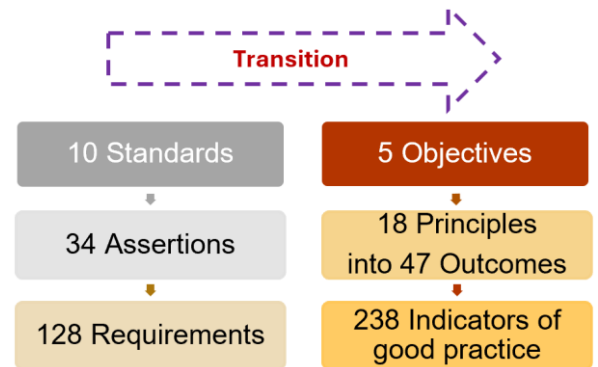 Transition
10 Standards
34 Assertions
128 Requirements
5 Objectives
18 Principles
into 47 Outcomes
238 Indicators of
good practice